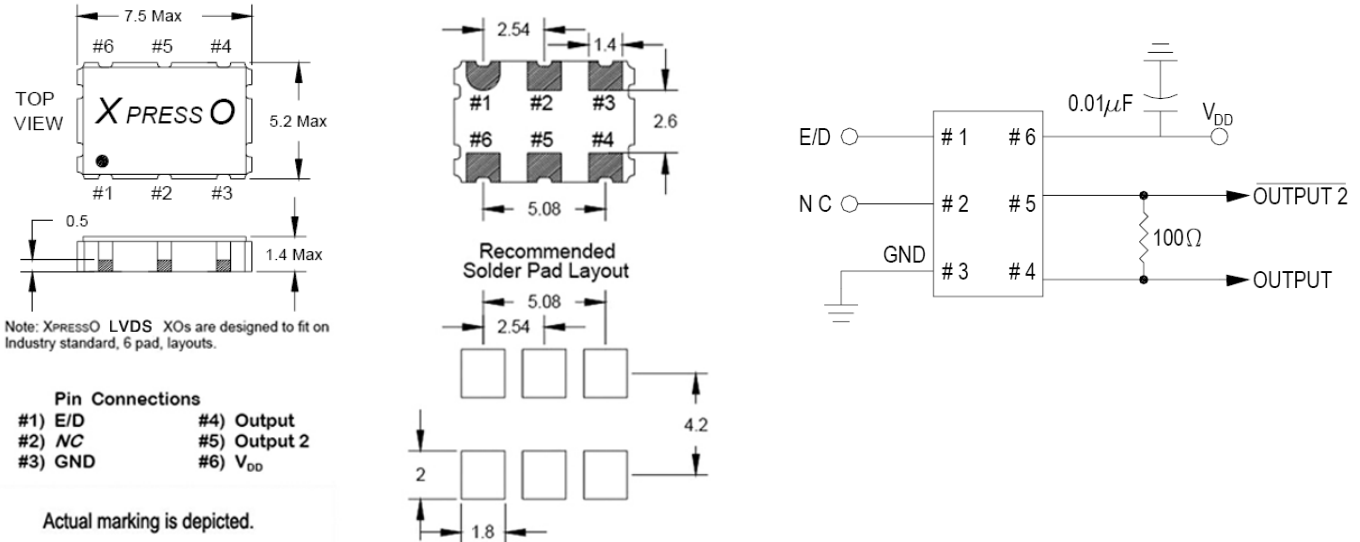 7.5 Max
#6 #5 #4
TOP
VIEW
XPRESSO
5.2 Max
#1 #2 #3
0.5
1.4 Max
Note: XPRESSO LVDS XOs are designed to fit on
Industry standard, 6 pad, layouts.
Pin Connections
#1) E/D #4) Output
#2) NC #5) Output 2
#3) GND #6) VDD
Actual marking is depicted.
2.54
1.4
#1 #2 #3
2.6
#6 #5 #4
5.08
Recommended
Solder Pad Layout
5.08
2.54
4.2
2
1.8
0.01µF
VDD
E/D #1 #6
NC #2 #5 OUTPUT 2
100Ω
GND
#3 #4 OUTPUT